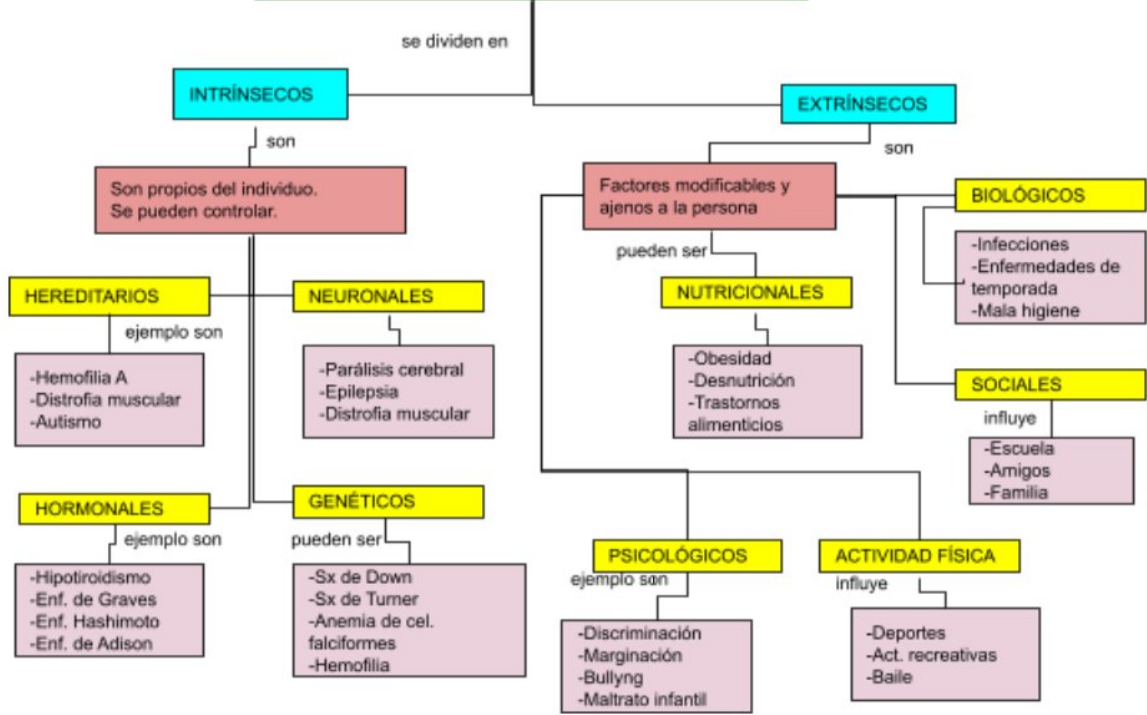 se dividen en
INTRÍNSECOS
son
Son propios del individuo.
Se pueden controlar.
HEREDITARIOS
ejemplo son
-Hemofilia A
-Distrofia muscular
-Autismo
NEURONALES
-Parálisis cerebral
-Epilepsia
-Distrofia muscular
HORMONALES
ejemplo son
-Hipotiroidismo
-Enf. de Graves
-Enf. Hashimoto
-Enf. de Adison
GENÉTICOS
pueden ser
-Sx de Down
-Sx de Turner
-Anemia de cel.
falciformes
-Hemofilia
EXTRÍNSECOS
son
Factores modificables y
ajenos a la persona
pueden ser
NUTRICIONALES
-Obesidad
-Desnutrición
-Trastornos
alimenticios
BIOLÓGICOS
-Infecciones
-Enfermedades de
temporada
-Mala higiene
SOCIALES
influye
-Escuela
-Amigos
-Familia
PSICOLÓGICOS
ejemplo son
-Discriminación
-Marginación
-Bullyng
-Maltrato infantil
ACTIVIDAD FÍSICA
influye
-Deportes
-Act. recreativas
-Baile